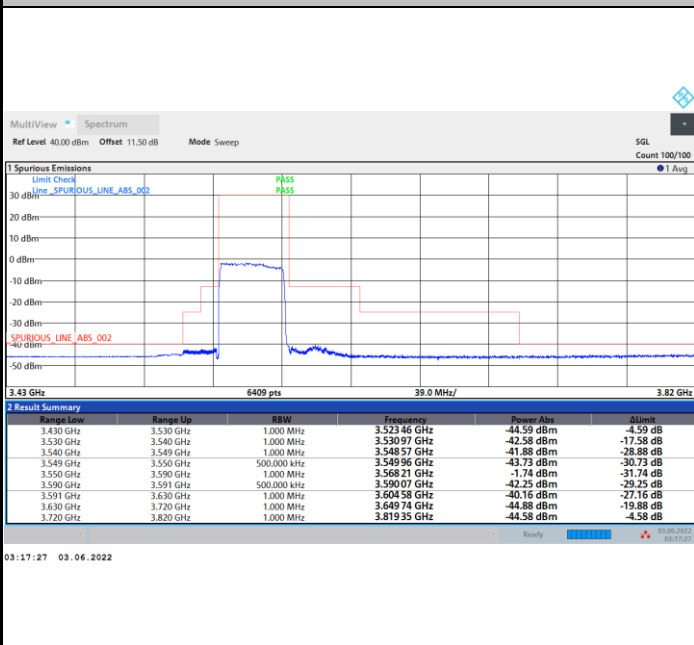 MultiView Spectrum
Ref Level 40.00 dBm Offset 11.50 dB Mode Sweep SGL
Count 100/100
1 Spurious Emissions 1 Avg
Limit Check PASS
Line _SPURIOUS_LINE_ABS_002 PASS
30 dBm
20 dBm
10 dBm
0 dBm
-10 dBm
-20 dBm
-30 dBm
_SPURIOUS_LINE_ABS_002
-40 dBm
-50 dBm
3.43 GHz 6409 pts 39.0 MHz/ 3.82 GHz
2 Result Summary
Range Low Range Up RBW Frequency Power Abs ΔLimit
3.430 GHz 3.530 GHz 1.000 MHz 3.523 46 GHz -44.59 dBm -4.59 dB
3.530 GHz 3.540 GHz 1.000 MHz 3.530 97 GHz -42.58 dBm -17.58 dB
3.540 GHz 3.549 GHz 1.000 MHz 3.548 57 GHz -41.88 dBm -28.88 dB
3.549 GHz 3.550 GHz 500.000 kHz 3.549 96 GHz -43.73 dBm -30.73 dB
3.550 GHz 3.590 GHz 1.000 MHz 3.568 21 GHz -1.74 dBm -31.74 dB
3.590 GHz 3.591 GHz 500.000 kHz 3.590 07 GHz -42.25 dBm -29.25 dB
3.591 GHz 3.630 GHz 1.000 MHz 3.604 58 GHz -40.16 dBm -27.16 dB
3.630 GHz 3.720 GHz 1.000 MHz 3.649 74 GHz -44.88 dBm -19.88 dB
3.720 GHz 3.820 GHz 1.000 MHz 3.819 35 GHz -44.58 dBm -4.58 dB
Ready 03.06.2022
03:17:27
03:17:27 03.06.2022